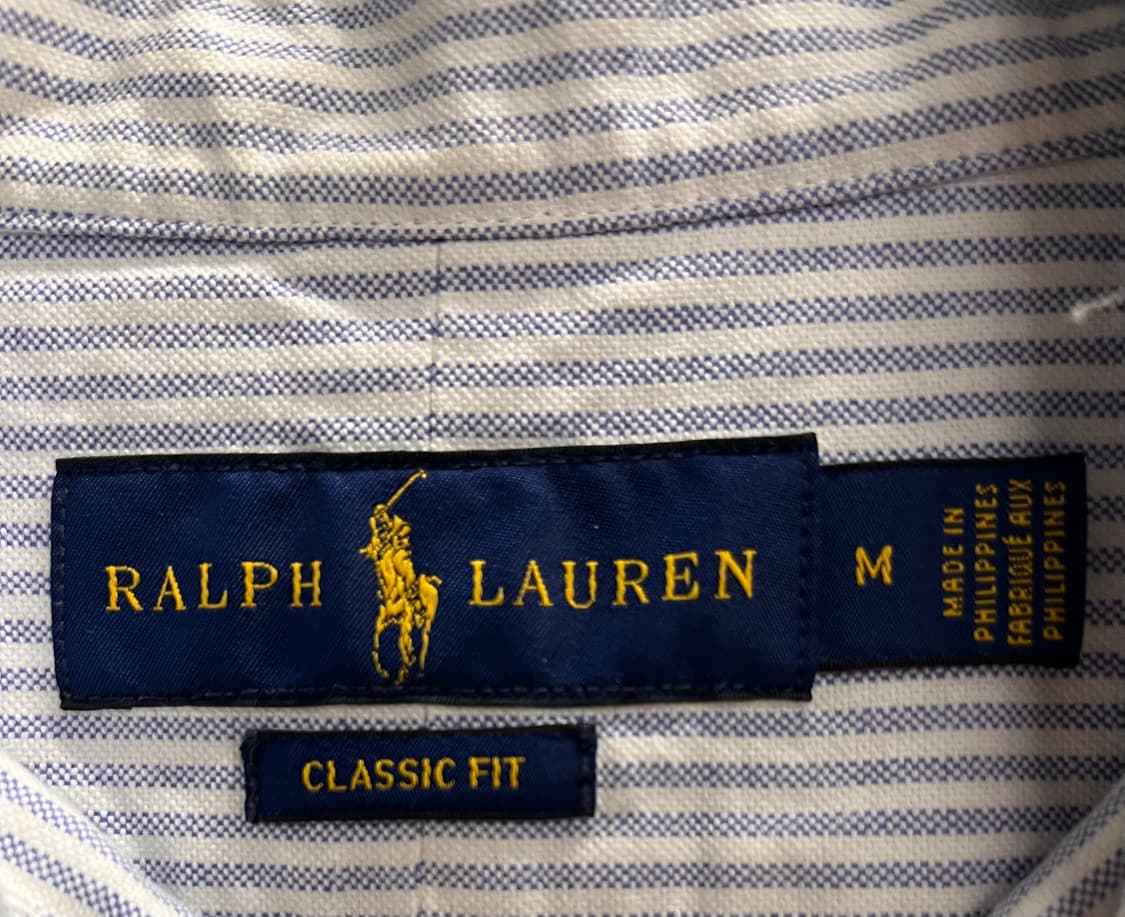 RALPH LAUREN
M
MADE IN
PHILIPPINES
FABRIQUÉ AUX
PHILIPPINES
CLASSIC FIT